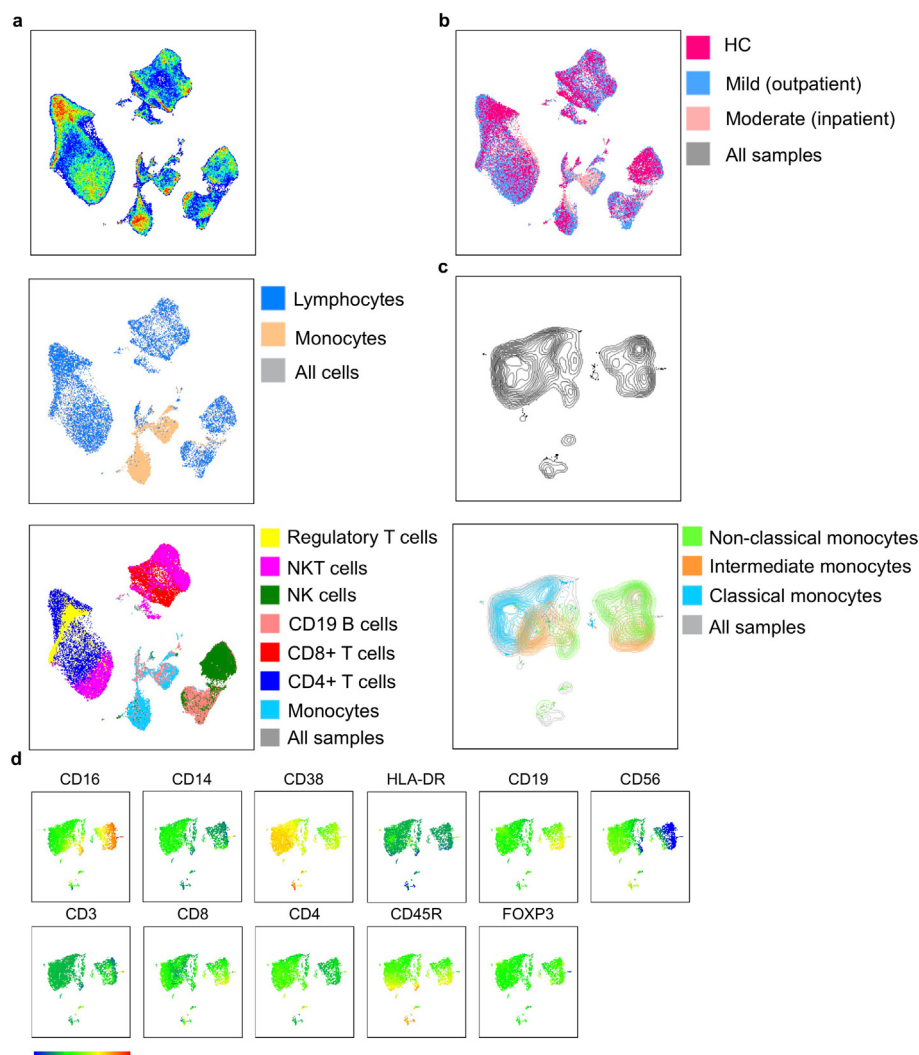 a
b
HC
Mild (outpatient)
Moderate (inpatient)
All samples
Lymphocytes
Monocytes
All cells
c
Regulatory T cells
NKT cells
NK cells
CD19 B cells
CD8+ T cells
CD4+ T cells
Monocytes
All samples
Non-classical monocytes
Intermediate monocytes
Classical monocytes
All samples
d
CD16 CD14 CD38 HLA-DR CD19 CD56
CD3 CD8 CD4 CD45R FOXP3